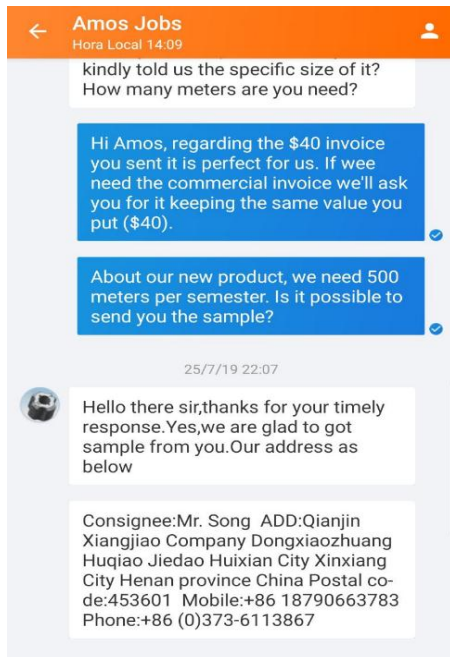 Amos Jobs
Hora Local 14:09
kindly told us the specific size of it?
How many meters are you need?
Hi Amos, regarding the $40 invoice
you sent it is perfect for us. If wee
need the commercial invoice we'll ask
you for it keeping the same value you
put ($40).
About our new product, we need 500
meters per semester. Is it possible to
send you the sample?
25/7/19 22:07
Hello there sir,thanks for your timely
response.Yes,we are glad to got
sample from you.Our address as
below
Consignee:Mr. Song ADD:Qianjin
Xiangjiao Company Dongxiaozhuang
Huqiao Jiedao Huixian City Xinxiang
City Henan province China Postal co-
de:453601 Mobile:+86 18790663783
Phone:+86 (0)373-6113867